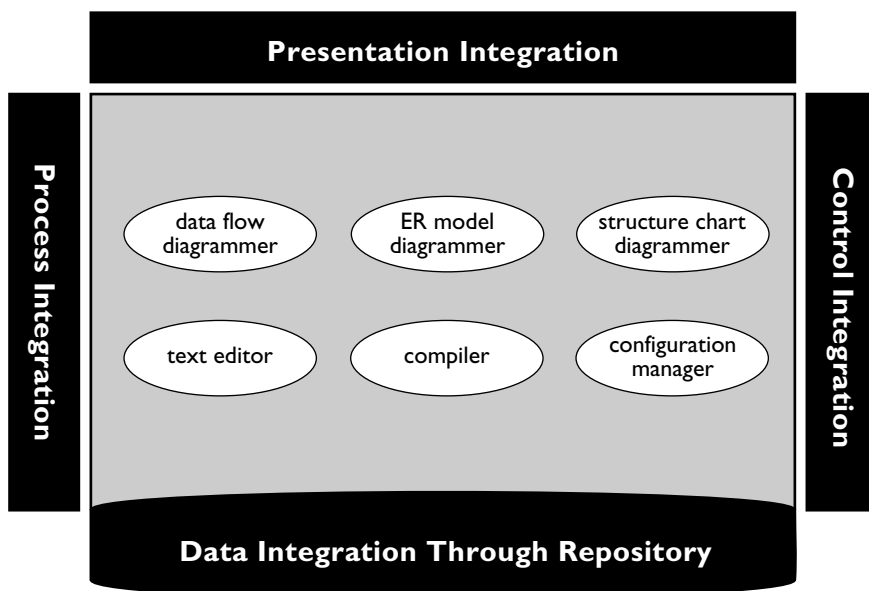 Presentation Integration
Process Integration
Control Integration
data flow
diagrammer
ER model
diagrammer
structure chart
diagrammer
text editor
compiler
configuration
manager
Data Integration Through Repository